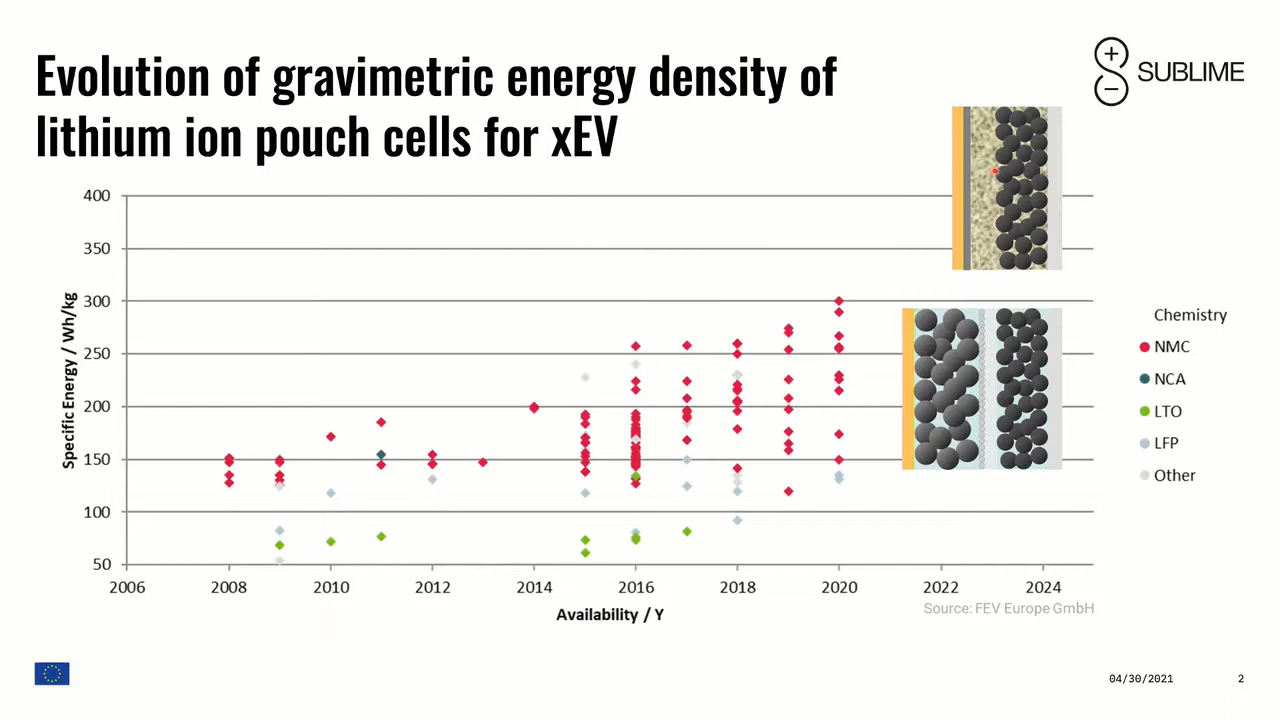 Evolution of gravimetric energy density of
lithium ion pouch cells for xEV
SUBLIME
400
350
300
250
200
150
100
50
Specific Energy / Wh/kg
2006 2008 2010 2012 2014 2016 2018 2020 2022 2024
Availability / Y
Source: FEV Europe GmbH
Chemistry
NMC
NCA
LTO
LFP
Other
04/30/2021 2